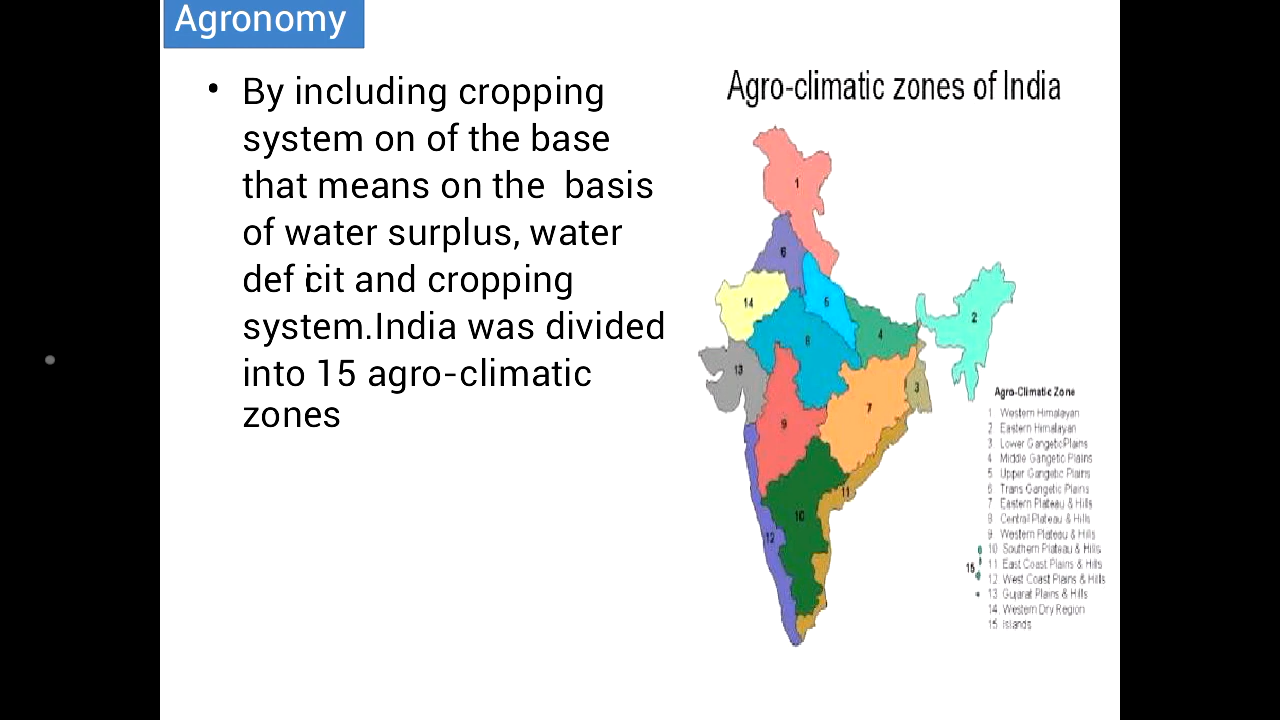 Agronomy
• By including cropping
system on of the base
that means on the basis
of water surplus, water
deficit and cropping
system.India was divided
into 15 agro-climatic
zones
Agro-climatic zones of India
1
6
14
5
2
8
4
13
3
7
9
11
10
12
15
Agro-Climatic Zone
1 Western Himalayan
2 Eastern Himalayan
3 Lower Gangetic Plains
4 Middle Gangetic Plains
5 Upper Gangetic Plains
6 Trans Gangetic Plains
7 Eastern Plateau & Hills
8 Central Plateau & Hills
9 Western Plateau & Hills
10 Southern Plateau & Hills
11 East Coast Plains & Hills
12 West Coast Plains & Hills
13 Gujarat Plains & Hills
14 Western Dry Region
15 Islands